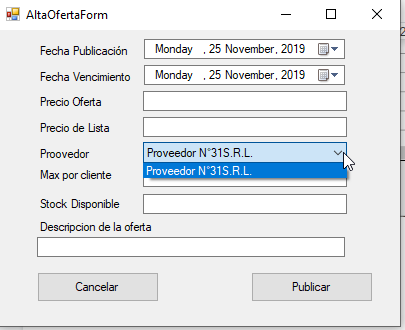 AltaOfertaForm
Fecha Publicación Monday , 25 November , 2019
Fecha Vencimiento Monday , 25 November , 2019
Precio Oferta
Precio de Lista
Proovedor Proveedor N°31S.R.L.
Proveedor N°31S.R.L.
Max por cliente
Stock Disponible
Descripcion de la oferta
Cancelar Publicar